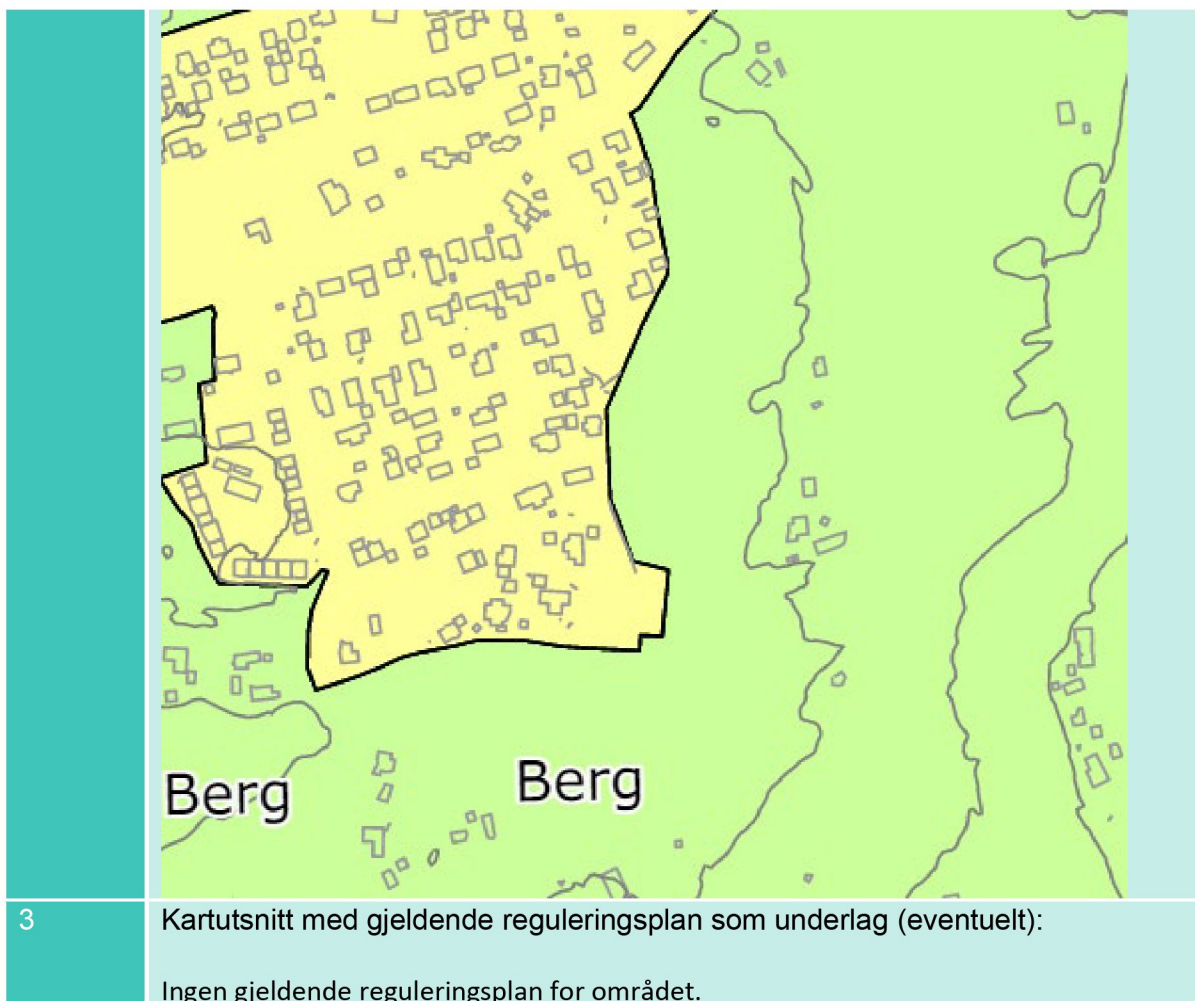 Berg
Berg
3
Kartutsnitt med gjeldende reguleringsplan som underlag (eventuelt):
Ingen gjeldende reguleringsplan for området.